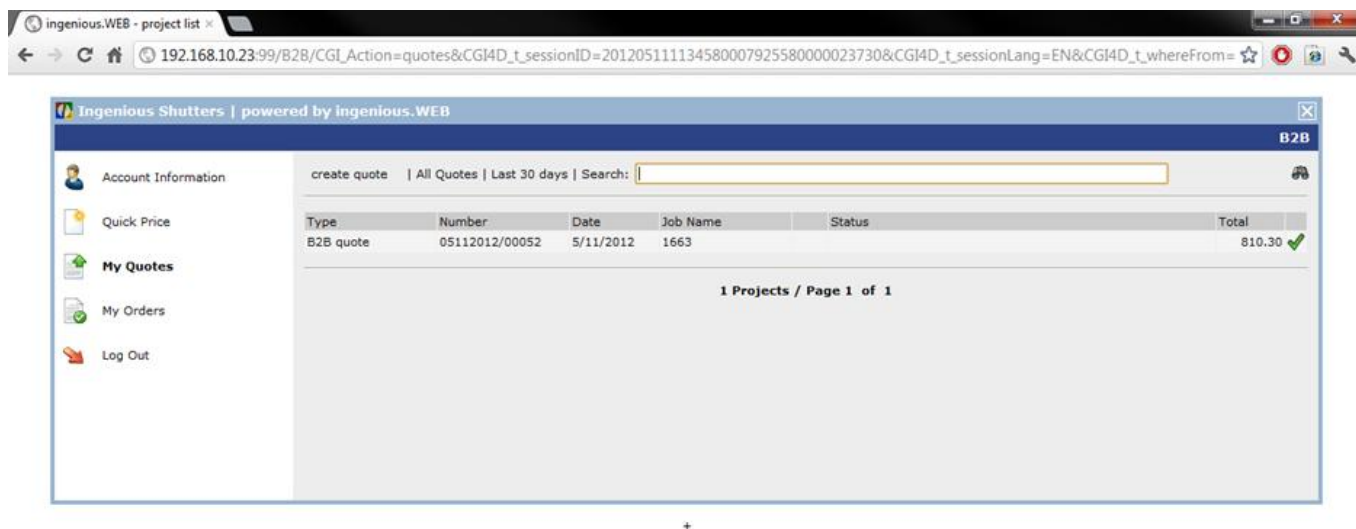 ingenious.WEB - project list ×
192.168.10.23:99/B2B/CGI_Action=quotes&CGI4D_t_sessionID=201205111134580007925580000023730&CGI4D_t_sessionLang=EN&CGI4D_t_whereFrom=
Ingenious Shutters | powered by ingenious.WEB
B2B
Account Information
create quote | All Quotes | Last 30 days | Search:
Quick Price
Type Number Date Job Name Status Total
B2B quote 05112012/00052 5/11/2012 1663 810.30
My Quotes
1 Projects / Page 1 of 1
My Orders
Log Out
+